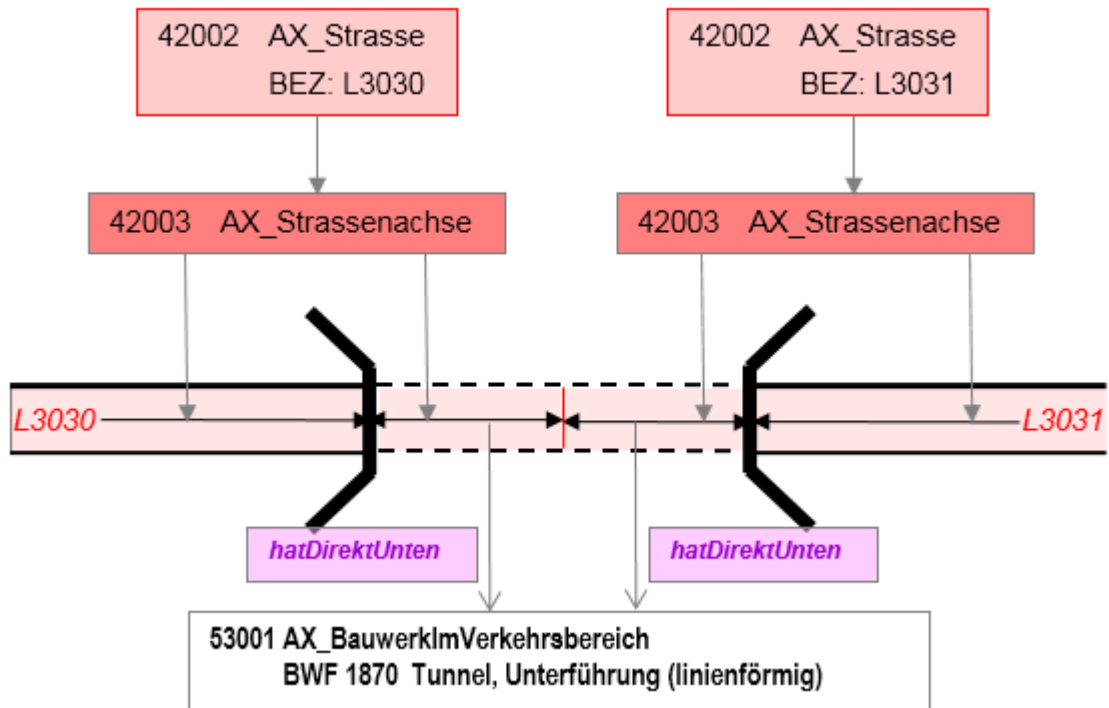 42002 AX_Strasse
BEZ: L3030
42002 AX_Strasse
BEZ: L3031
42003 AX_Strassenachse
42003 AX_Strassenachse
L3030
L3031
hatDirektUnten
hatDirektUnten
53001 AX_BauwerkImVerkehrsbereich
BWF 1870 Tunnel, Unterführung (linienförmig)